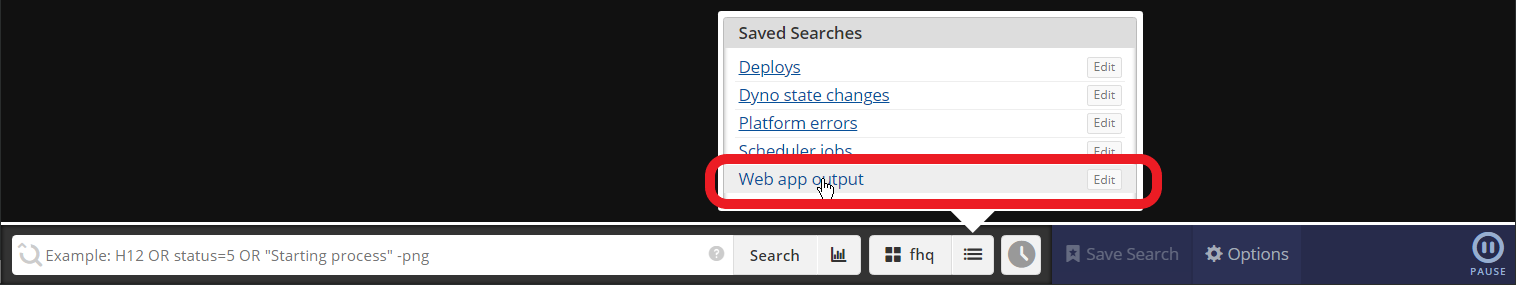 Saved Searches
Deploys Edit
Dyno state changes Edit
Platform errors Edit
Scheduler jobs Edit
Web app output Edit
Example: H12 OR status=5 OR "Starting process" -png ? Search fhq Save Search Options
PAUSE